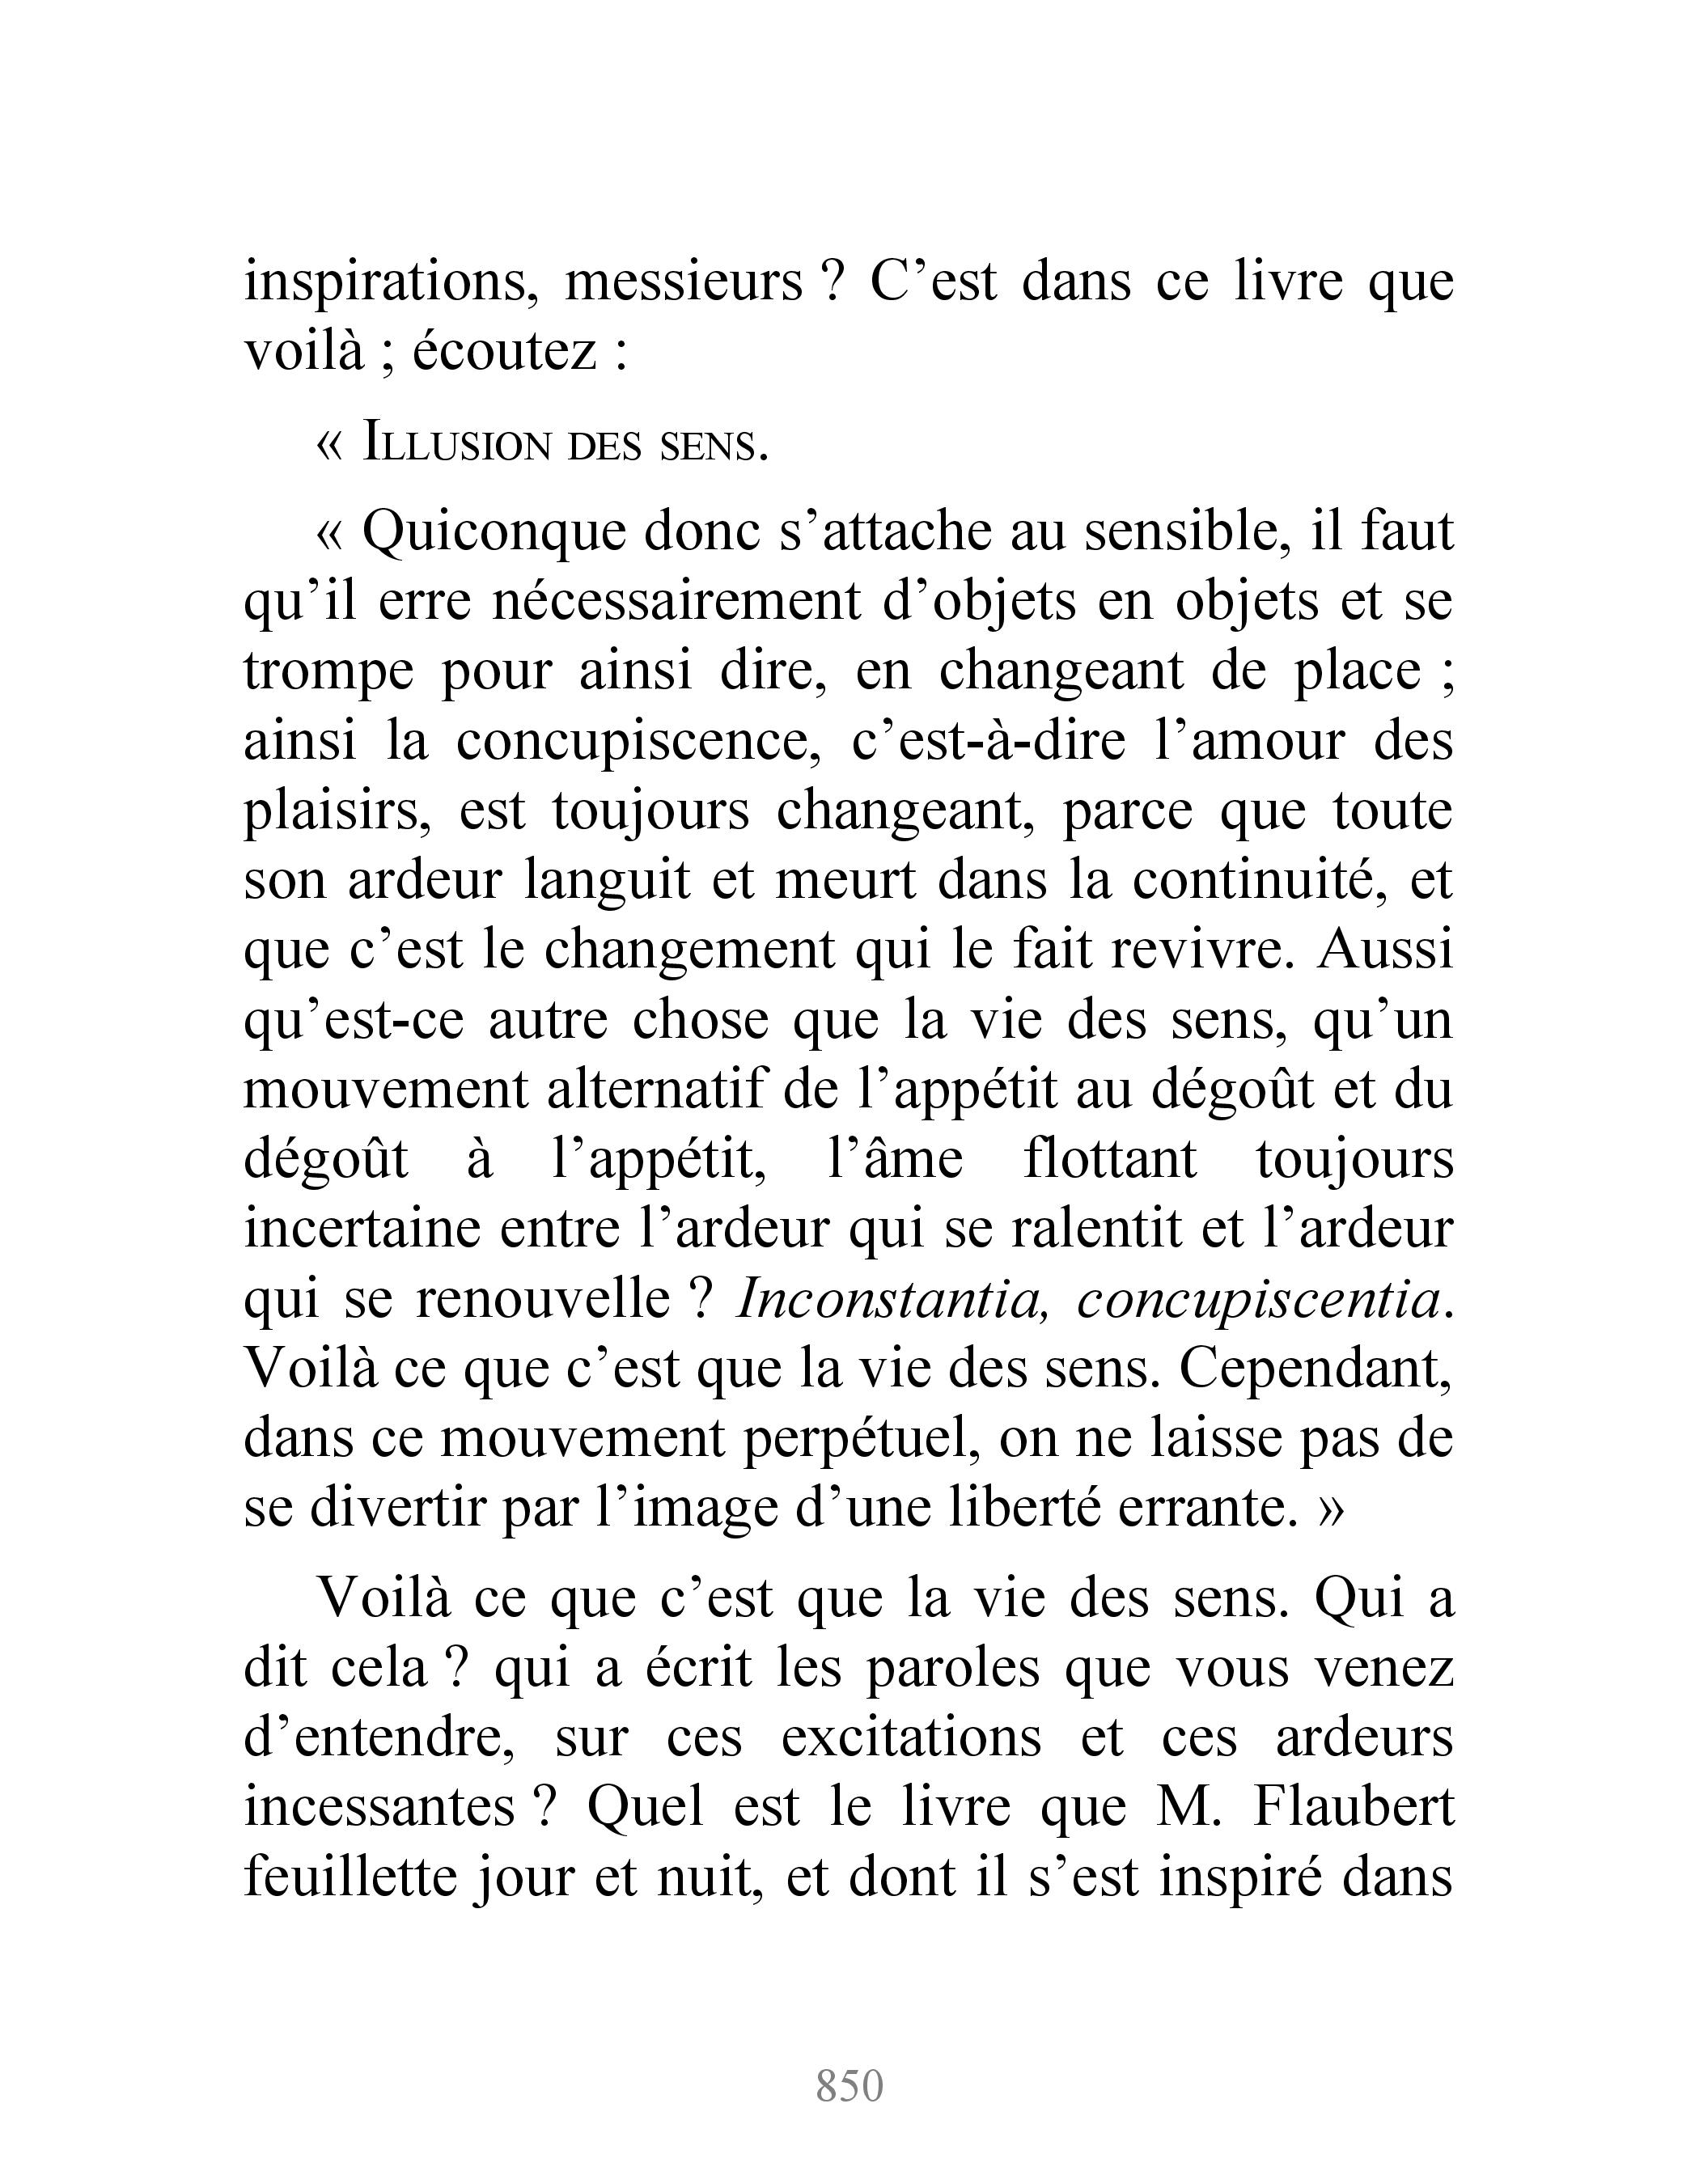 inspirations, messieurs ? C’est dans ce livre que
voilà ; écoutez :
« ILLUSION DES SENS.
« Quiconque donc s’attache au sensible, il faut
qu’il erre nécessairement d’objets en objets et se
trompe pour ainsi dire, en changeant de place ;
ainsi la concupiscence, c’est-à-dire l’amour des
plaisirs, est toujours changeant, parce que toute
son ardeur languit et meurt dans la continuité, et
que c’est le changement qui le fait revivre. Aussi
qu’est-ce autre chose que la vie des sens, qu’un
mouvement alternatif de l’appétit au dégoût et du
dégoût à l’appétit, l’âme flottant toujours
incertaine entre l’ardeur qui se ralentit et l’ardeur
qui se renouvelle ? Inconstantia, concupiscentia.
Voilà ce que c’est que la vie des sens. Cependant,
dans ce mouvement perpétuel, on ne laisse pas de
se divertir par l’image d’une liberté errante. »
Voilà ce que c’est que la vie des sens. Qui a
dit cela ? qui a écrit les paroles que vous venez
d’entendre, sur ces excitations et ces ardeurs
incessantes ? Quel est le livre que M. Flaubert
feuillette jour et nuit, et dont il s’est inspiré dans
850